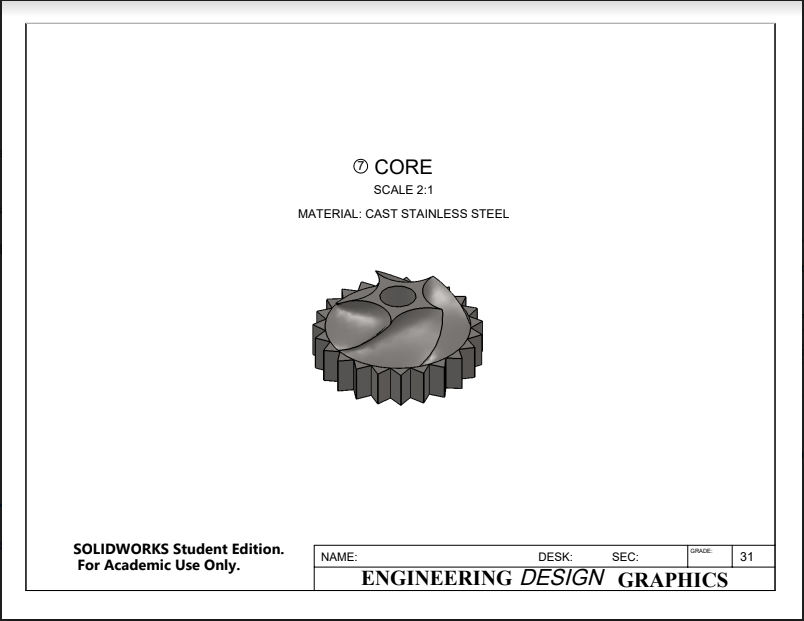 ⑦ CORE
SCALE 2:1
MATERIAL: CAST STAINLESS STEEL
SOLIDWORKS Student Edition.
For Academic Use Only.
NAME: DESK: SEC: GRADE: 31
ENGINEERING DESIGN GRAPHICS